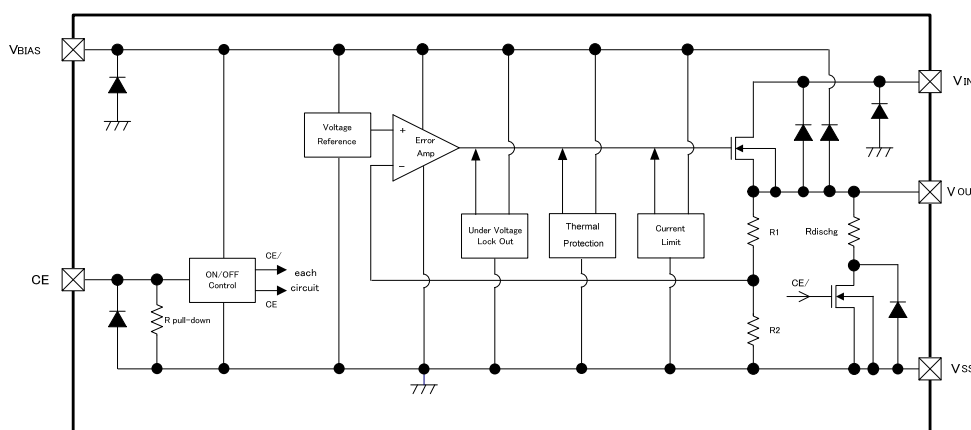 VBIAS
VIN
Voltage
Reference
+
−
Error
Amp
VOU
Under Voltage
Lock Out
Thermal
Protection
Current
Limit
R1
Rdischg
CE
ON/OFF
Control
CE/
each
circuit
CE
CE/
R pull-down
R2
VSS